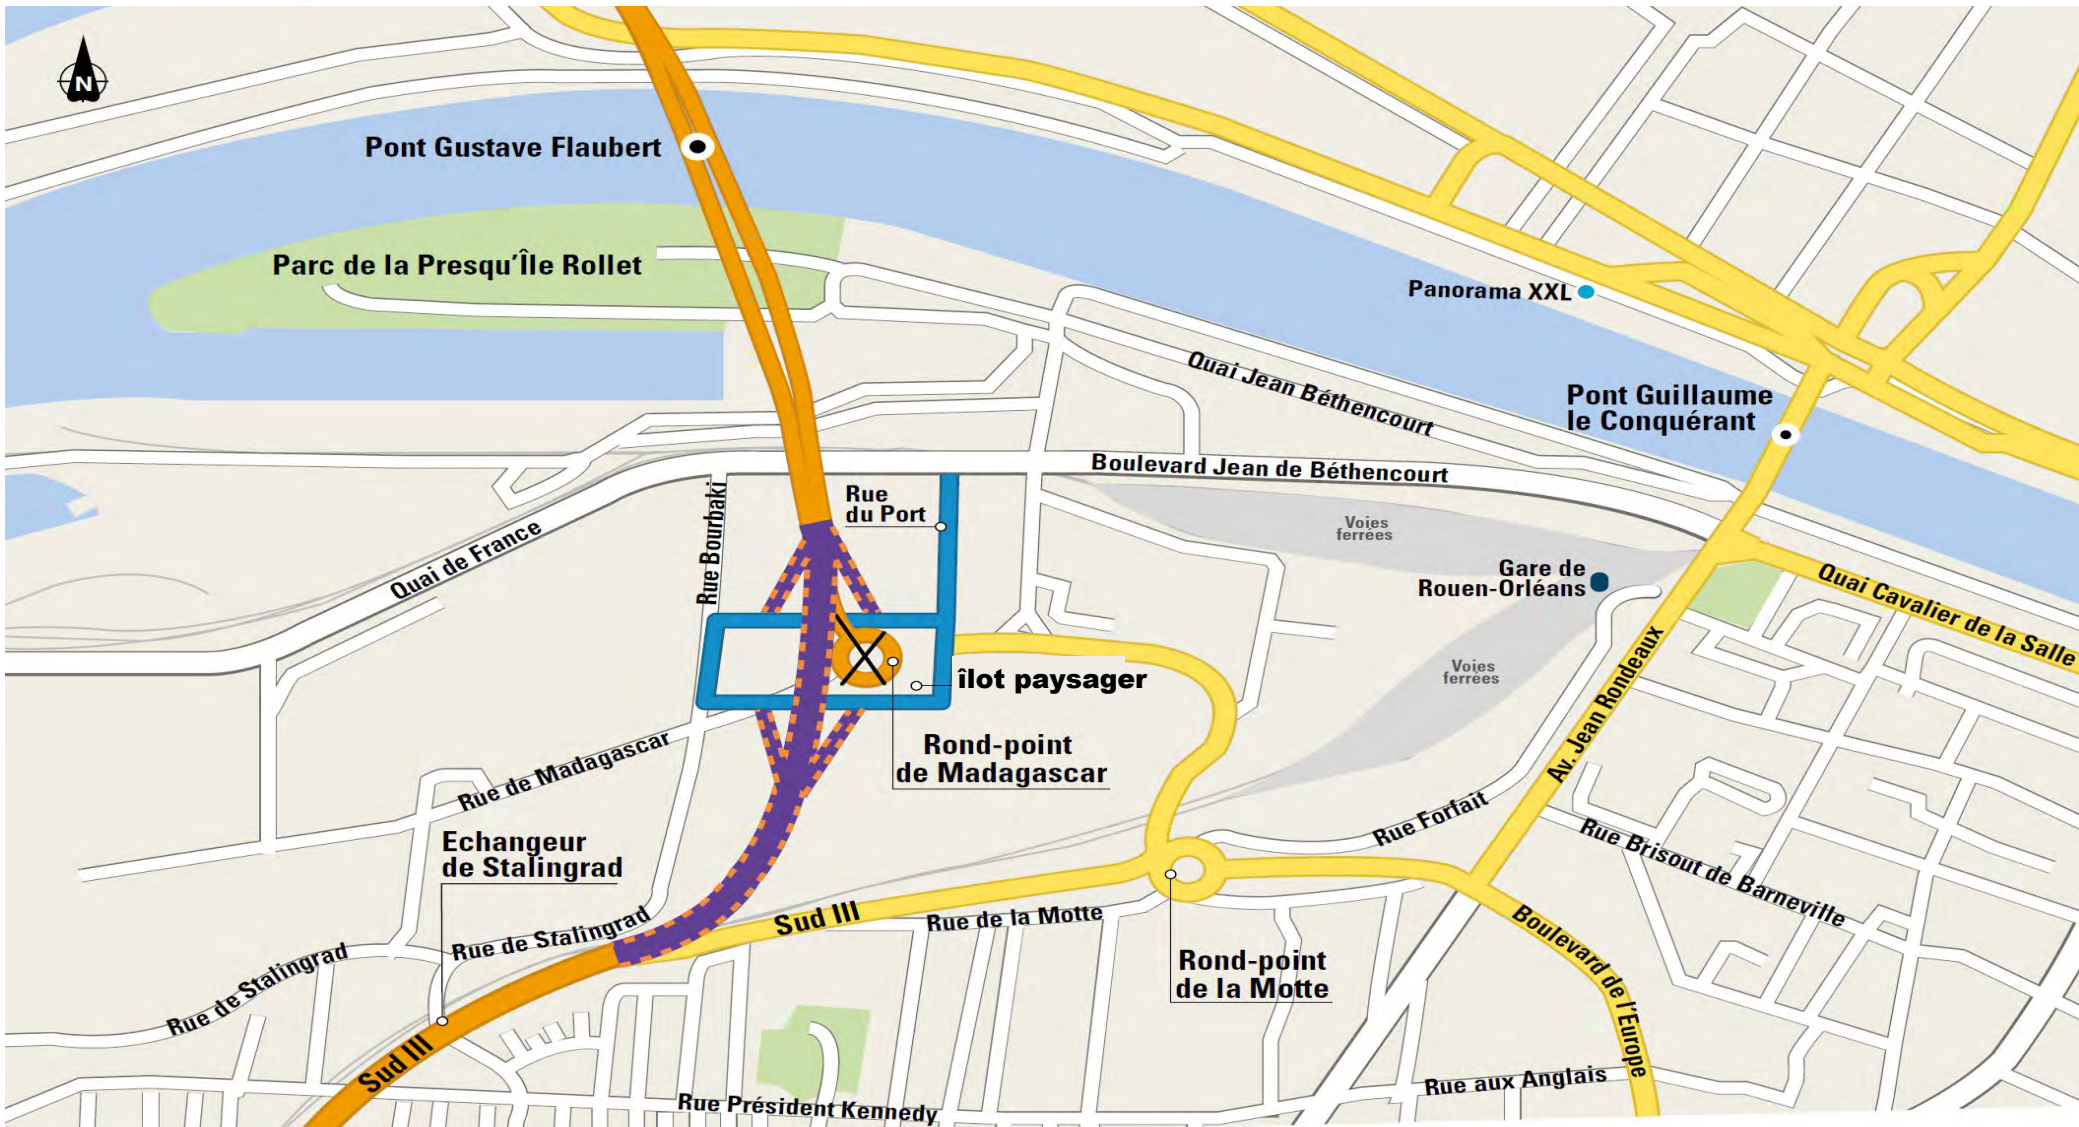 N
Pont Gustave Flaubert
Parc de la Presqu'Île Rollet
Panorama XXL
Quai Jean Béthencourt
Pont Guillaume
le Conquérant
Boulevard Jean de Béthencourt
Rue
du Port
Rue Bourbaki
Quai de France
Voies
ferrées
Gare de
Rouen-Orléans
Quai Cavalier de la Salle
Voies
ferrées
Av. Jean Rondeaux
îlot paysager
Rond-point
de Madagascar
Rue de Madagascar
Echangeur
de Stalingrad
Rue Forfait
Rue Brisout de Barneville
Sud III
Rue de la Motte
Rue de Stalingrad
Rue de Stalingrad
Boulevard de l'Europe
Rond-point
de la Motte
Sud III
Rue aux Anglais
Rue Président Kennedy